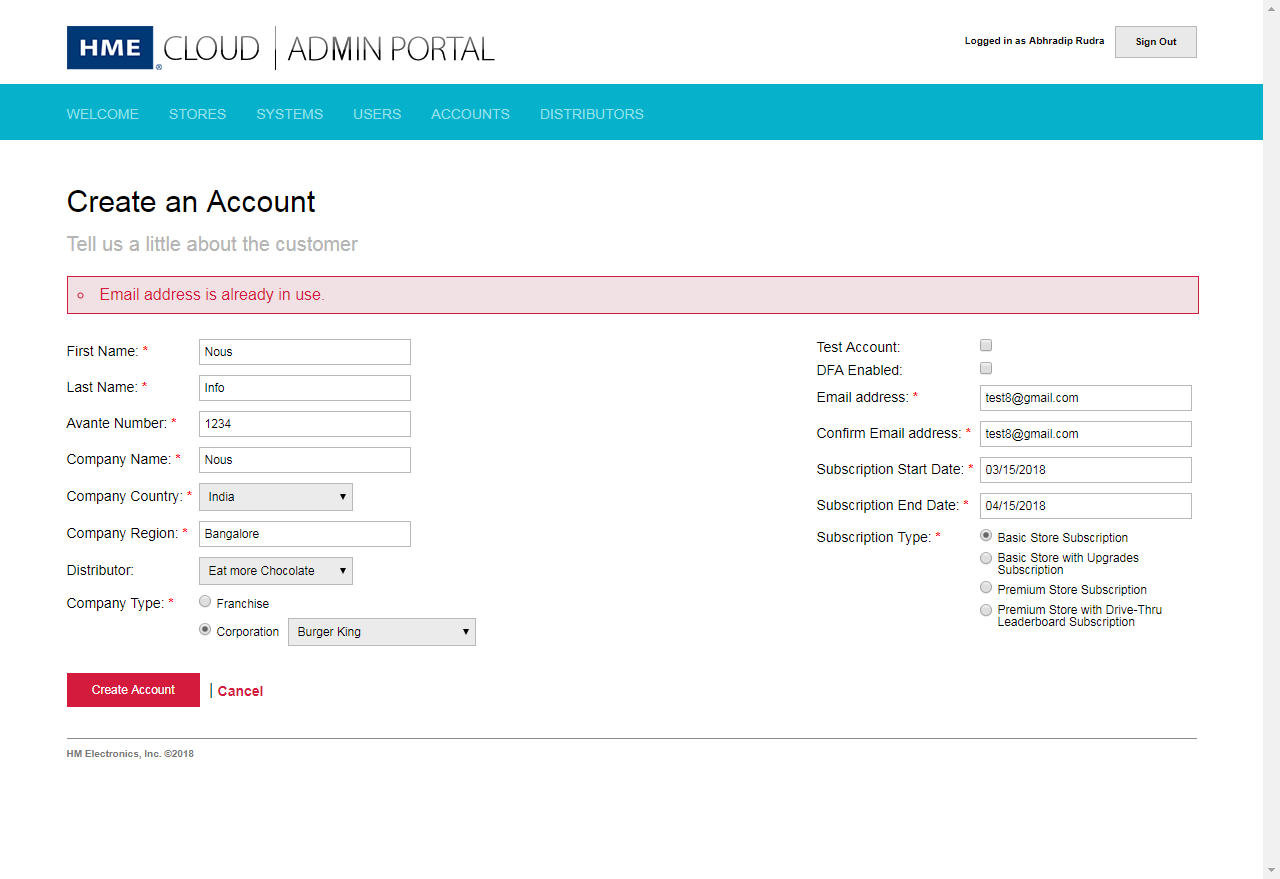 HME® CLOUD | ADMIN PORTAL
Logged in as Abhradip Rudra
Sign Out
WELCOME STORES SYSTEMS USERS ACCOUNTS DISTRIBUTORS
Create an Account
Tell us a little about the customer
Email address is already in use.
First Name: * Nous
Last Name: * Info
Avante Number: * 1234
Company Name: * Nous
Company Country: * India
Company Region: * Bangalore
Distributor: Eat more Chocolate
Company Type: * Franchise
Corporation Burger King
Test Account:
DFA Enabled:
Email address: * test8@gmail.com
Confirm Email address: * test8@gmail.com
Subscription Start Date: * 03/15/2018
Subscription End Date: * 04/15/2018
Subscription Type: * Basic Store Subscription
Basic Store with Upgrades
Subscription
Premium Store Subscription
Premium Store with Drive-Thru
Leaderboard Subscription
Create Account | Cancel
HM Electronics, Inc. ©2018